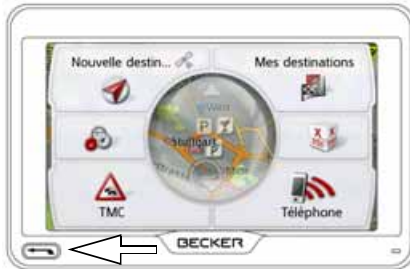 Nouvelle destin... Mes destinations
P
Stuttgart
TMC
Téléphone
BECKER